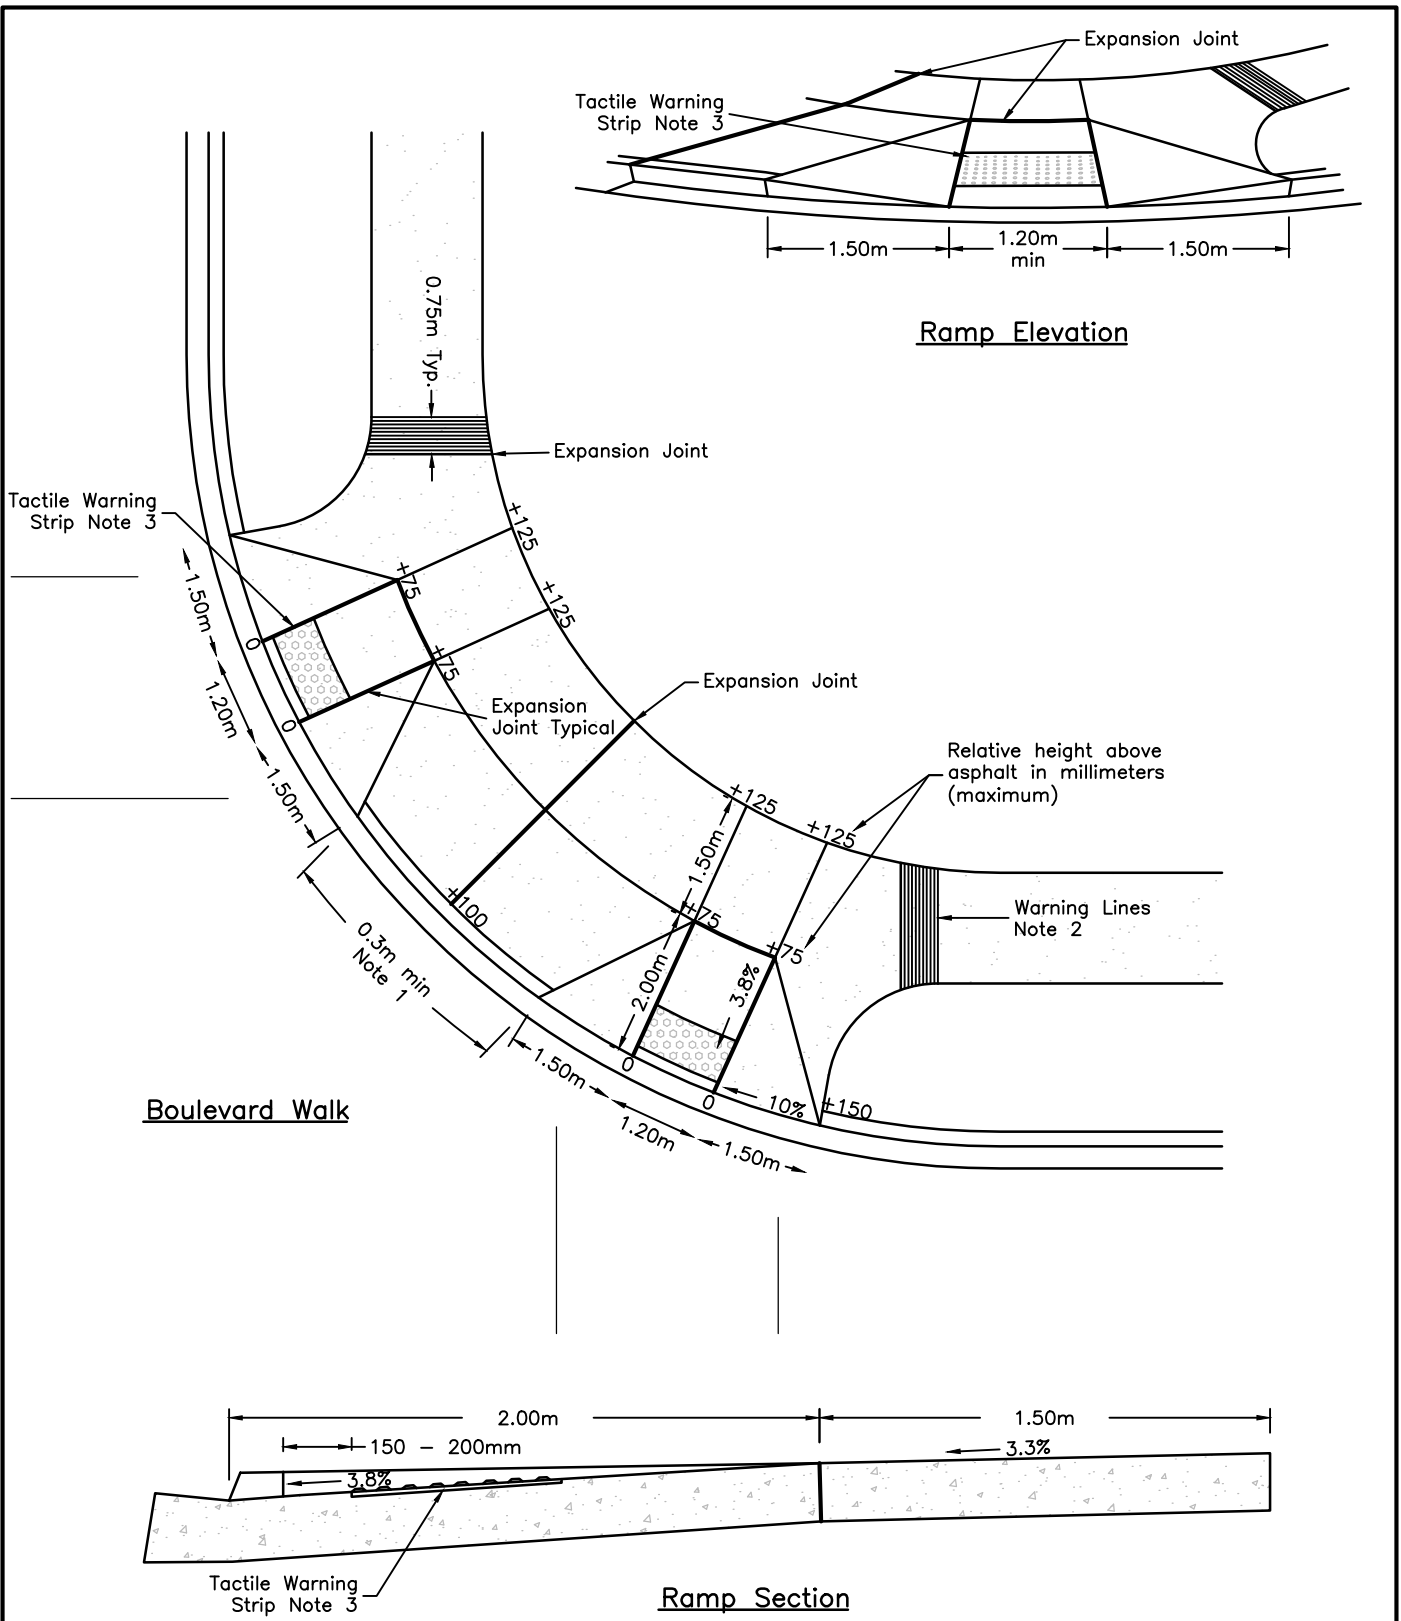 Expansion Joint
Tactile Warning
Strip Note 3
1.50m
1.20m
min
1.50m
Ramp Elevation
0.75m Typ.
Expansion Joint
Tactile Warning
Strip Note 3
+125
+125
+75
+75
0
0
1.50m
1.20m
1.50m
Expansion
Joint Typical
Expansion Joint
Relative height above
asphalt in millimeters
(maximum)
+125
+125
1.50m
+100
+75
+75
Warning Lines
Note 2
0.3m min
Note 1
2.00m
3.8%
0
0
10%
+150
1.50m
1.20m
1.50m
Boulevard Walk
2.00m
1.50m
150 - 200mm
3.3%
3.8%
Tactile Warning
Strip Note 3
Ramp Section